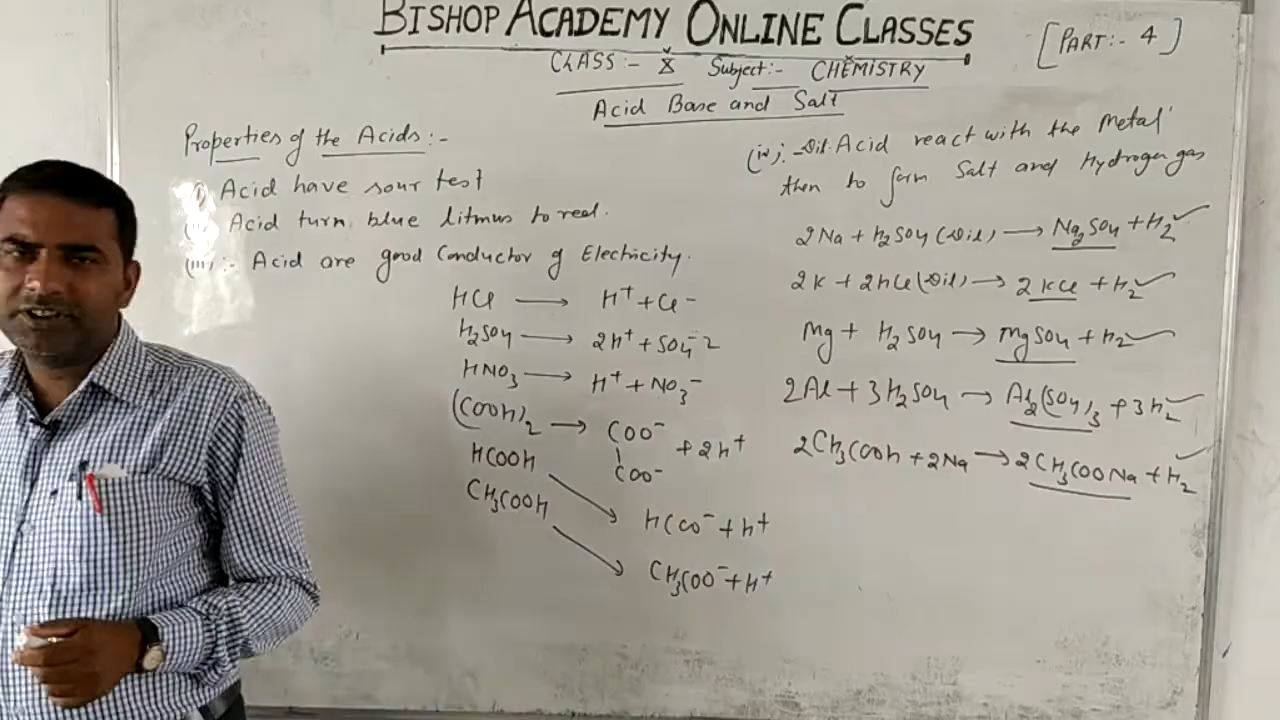 BISHOP ACADEMY ONLINE CLASSES
[PART:- 4]
CLASS:- X Subject:- CHEMISTRY
Acid Base and Salt
Properties of the Acids:-
(i) Acid have sour test
(ii) Acid turn blue litmus to red.
(iii):- Acid are good Conductor of Electricity.
HCl ⟶ H⁺ + Cl⁻
H₂SO₄ ⟶ 2H⁺ + SO₄⁻²
HNO₃ ⟶ H⁺ + NO₃⁻
(COOH)₂ ⟶ COO⁻ + 2H⁺
COO⁻
HCOOH ⟶ HCOO⁻ + H⁺
CH₃COOH ⟶ CH₃COO⁻ + H⁺
(iv):- Dil. Acid react with the Metal
then to form Salt and Hydrogen gas
2Na + H₂SO₄ (Dil) ⟶ Na₂SO₄ + H₂
2K + 2HCl (Dil) ⟶ 2KCl + H₂
Mg + H₂SO₄ ⟶ MgSO₄ + H₂
2Al + 3H₂SO₄ ⟶ Al₂(SO₄)₃ + 3H₂
2CH₃COOH + 2Na ⟶ 2CH₃COONa + H₂